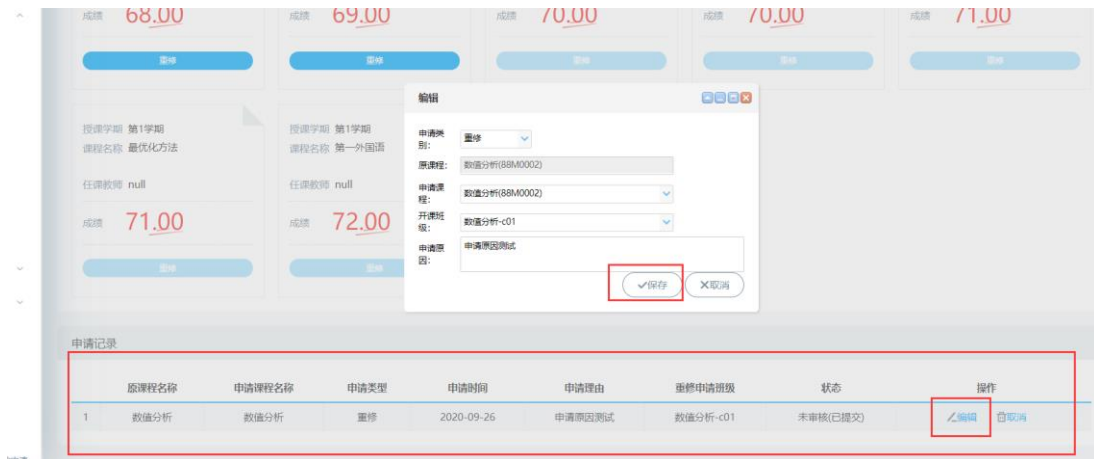 成绩 68.00 成绩 69.00 成绩 70.00 成绩 70.00 成绩 71.00
重修 重修 重修 重修 重修
编辑
申请类别： 重修
原课程： 数值分析(88M0002)
申请课程： 数值分析(88M0002)
开课班级： 数值分析-c01
申请原因： 申请原因测试
保存 取消
授课学期 第1学期 授课学期 第1学期
课程名称 最优化方法 课程名称 第一外国语
任课教师 null 任课教师 null
成绩 71.00 成绩 72.00
重修 重修
申请记录
原课程名称 申请课程名称 申请类型 申请时间 申请理由 重修申请班级 状态 操作
1 数值分析 数值分析 重修 2020-09-26 申请原因测试 数值分析-c01 未审核(已提交) 编辑 取消